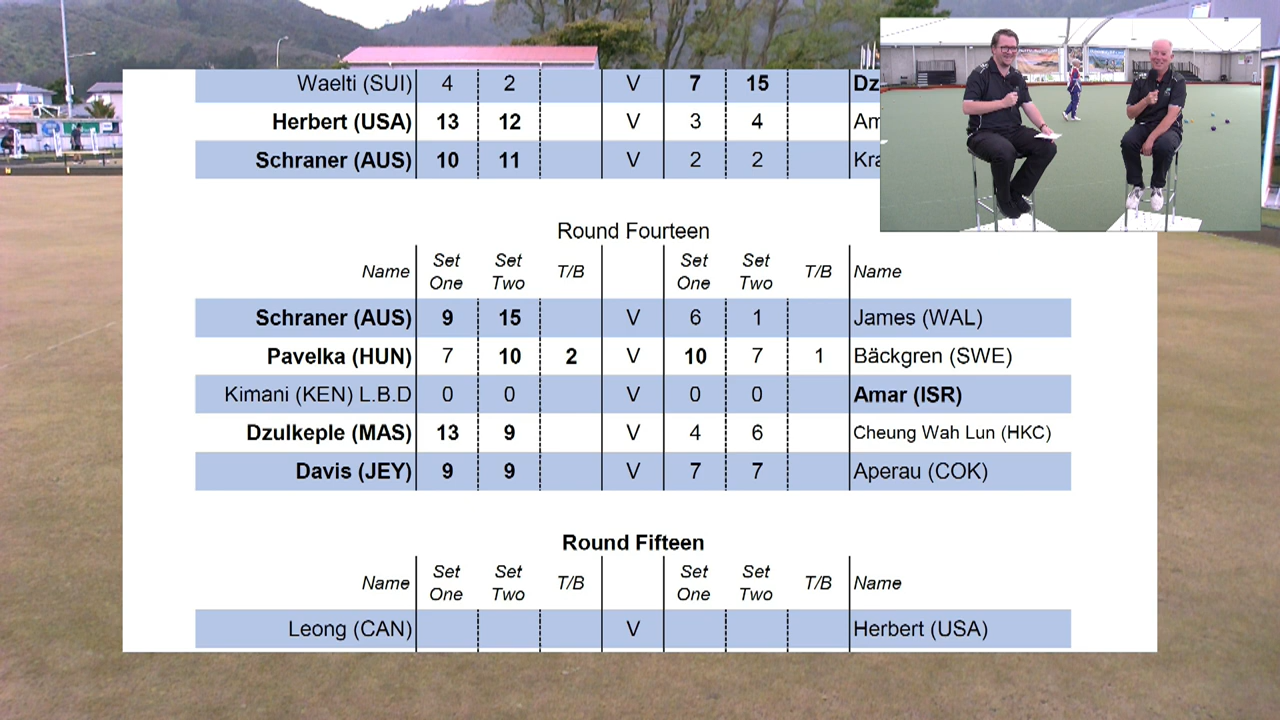 Waelti (SUI) 4 2 V 7 15 Dz
Herbert (USA) 13 12 V 3 4 Am
Schraner (AUS) 10 11 V 2 2 Kra
Round Fourteen
Name Set One Set Two T/B Set One Set Two T/B Name
Schraner (AUS) 9 15 V 6 1 James (WAL)
Pavelka (HUN) 7 10 2 V 10 7 1 Bäckgren (SWE)
Kimani (KEN) L.B.D 0 0 V 0 0 Amar (ISR)
Dzulkeple (MAS) 13 9 V 4 6 Cheung Wah Lun (HKC)
Davis (JEY) 9 9 V 7 7 Aperau (COK)
Round Fifteen
Name Set One Set Two T/B Set One Set Two T/B Name
Leong (CAN) V Herbert (USA)